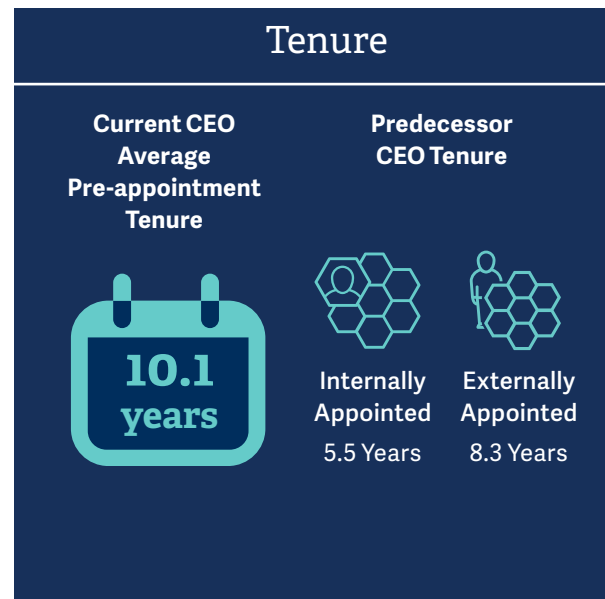 Tenure
Current CEO
Average
Pre-appointment
Tenure
10.1
years
Predecessor
CEO Tenure
Internally
Appointed
5.5 Years
Externally
Appointed
8.3 Years